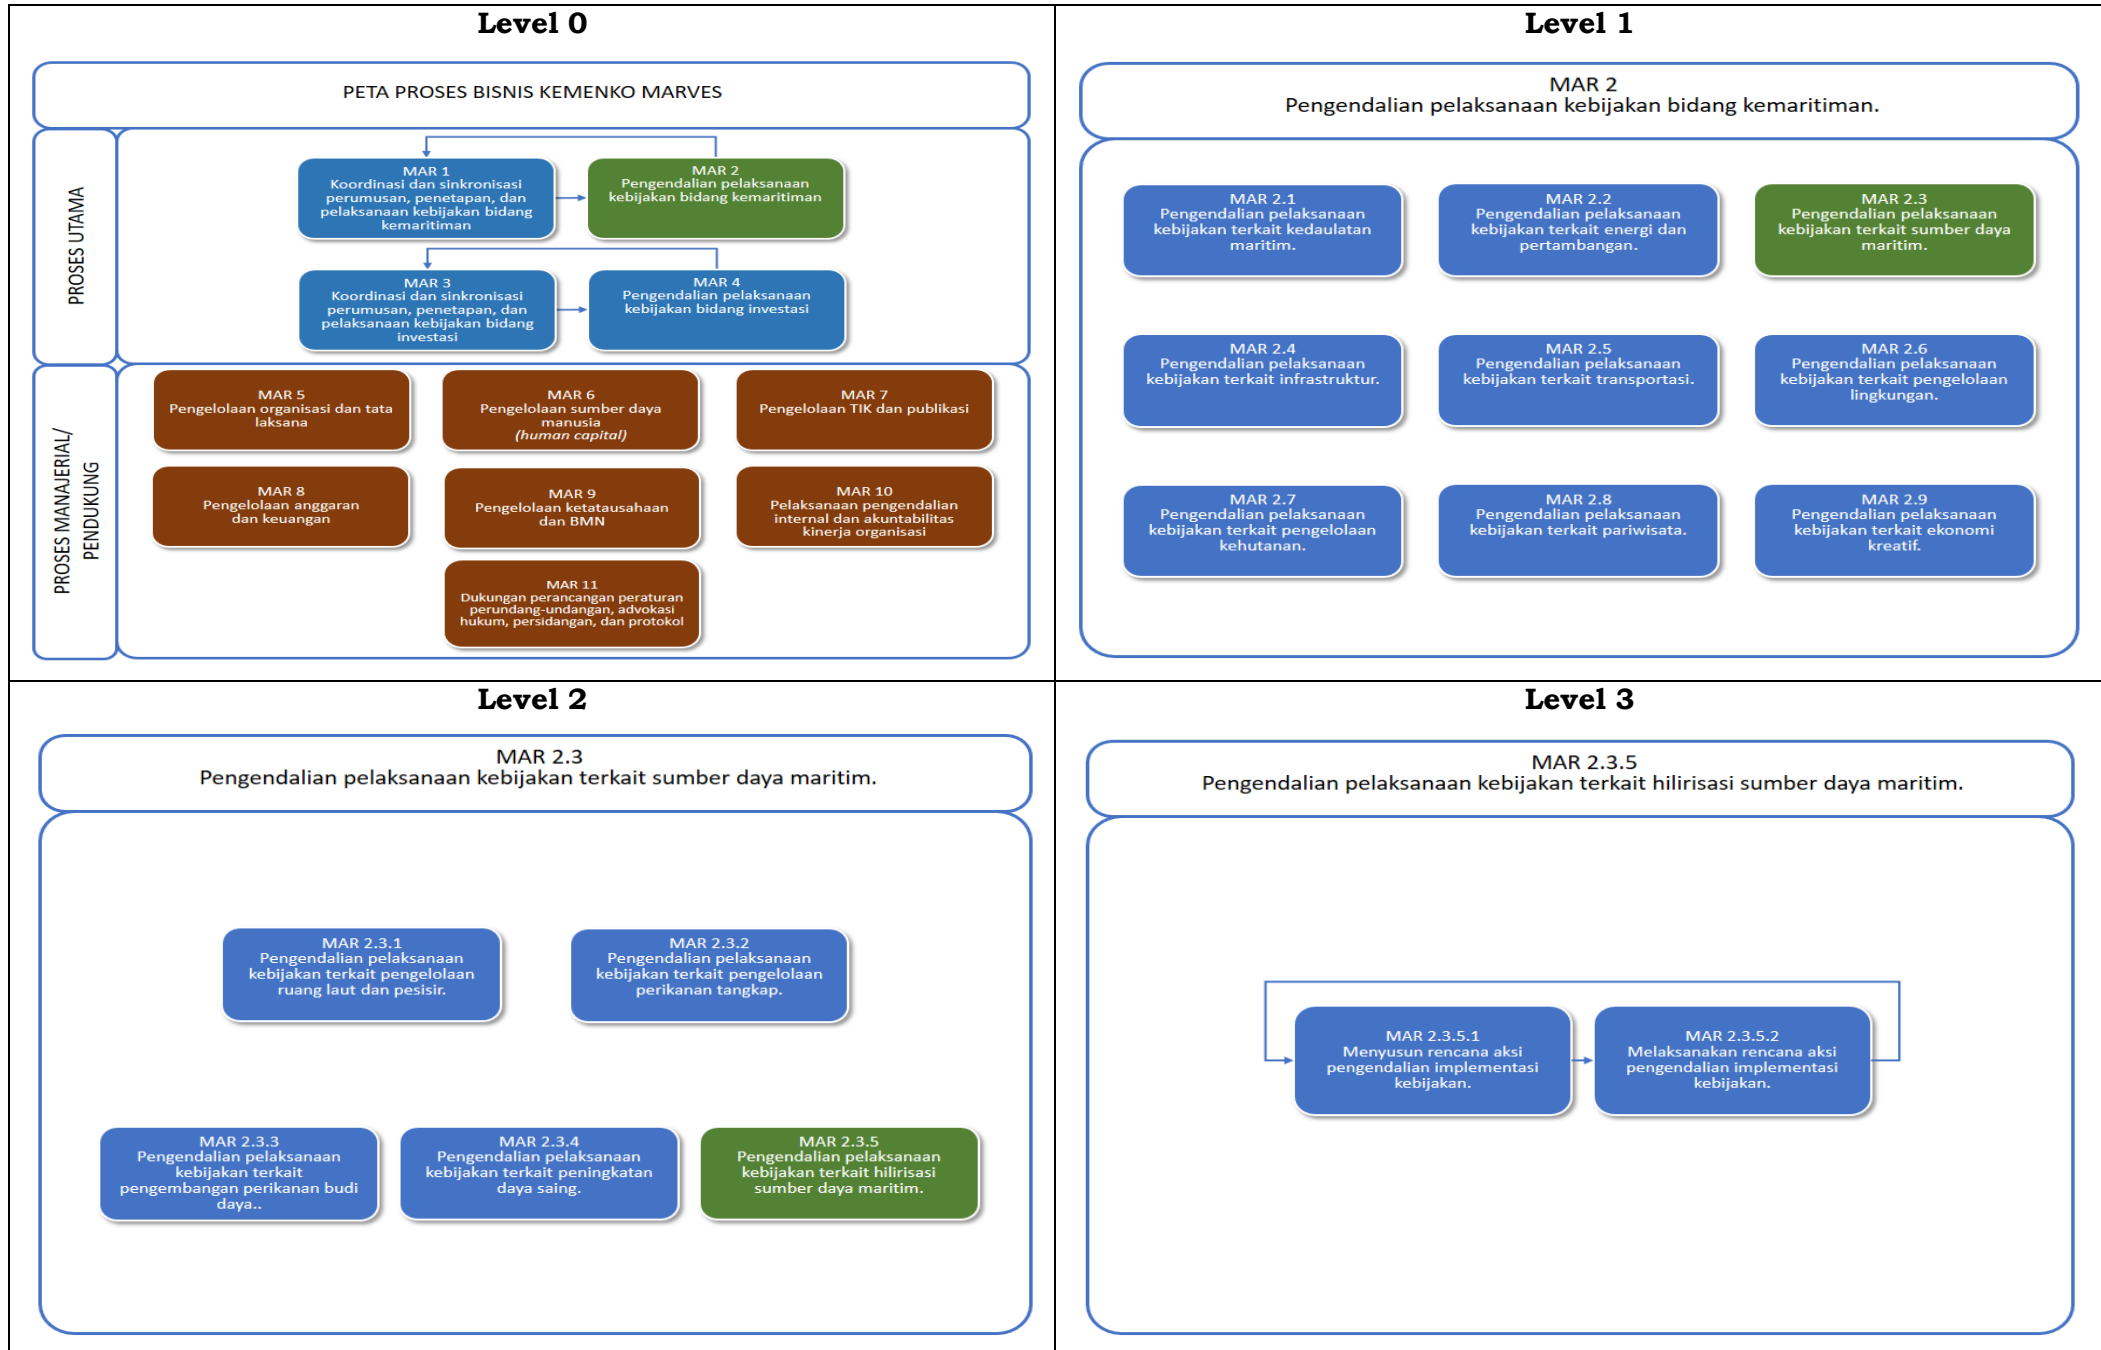 Level 0
PETA PROSES BISNIS KEMENKO MARVES
PROSES UTAMA
MAR 1
Koordinasi dan sinkronisasi
perumusan, penetapan, dan
pelaksanaan kebijakan bidang
kemaritiman
MAR 2
Pengendalian pelaksanaan
kebijakan bidang kemaritiman
MAR 3
Koordinasi dan sinkronisasi
perumusan, penetapan, dan
pelaksanaan kebijakan bidang
investasi
MAR 4
Pengendalian pelaksanaan
kebijakan bidang investasi
PROSES MANAJERIAL/
PENDUKUNG
MAR 5
Pengelolaan organisasi dan tata
laksana
MAR 6
Pengelolaan sumber daya
manusia
(human capital)
MAR 7
Pengelolaan TIK dan publikasi
MAR 8
Pengelolaan anggaran
dan keuangan
MAR 9
Pengelolaan ketatausahaan
dan BMN
MAR 10
Pelaksanaan pengendalian
internal dan akuntabilitas
kinerja organisasi
MAR 11
Dukungan perancangan peraturan
perundang-undangan, advokasi
hukum, persidangan, dan protokol
Level 1
MAR 2
Pengendalian pelaksanaan kebijakan bidang kemaritiman.
MAR 2.1
Pengendalian pelaksanaan
kebijakan terkait kedaulatan
maritim.
MAR 2.2
Pengendalian pelaksanaan
kebijakan terkait energi dan
pertambangan.
MAR 2.3
Pengendalian pelaksanaan
kebijakan terkait sumber daya
maritim.
MAR 2.4
Pengendalian pelaksanaan
kebijakan terkait infrastruktur.
MAR 2.5
Pengendalian pelaksanaan
kebijakan terkait transportasi.
MAR 2.6
Pengendalian pelaksanaan
kebijakan terkait pengelolaan
lingkungan.
MAR 2.7
Pengendalian pelaksanaan
kebijakan terkait pengelolaan
kehutanan.
MAR 2.8
Pengendalian pelaksanaan
kebijakan terkait pariwisata.
MAR 2.9
Pengendalian pelaksanaan
kebijakan terkait ekonomi
kreatif.
Level 2
MAR 2.3
Pengendalian pelaksanaan kebijakan terkait sumber daya maritim.
MAR 2.3.1
Pengendalian pelaksanaan
kebijakan terkait pengelolaan
ruang laut dan pesisir.
MAR 2.3.2
Pengendalian pelaksanaan
kebijakan terkait pengelolaan
perikanan tangkap.
MAR 2.3.3
Pengendalian pelaksanaan
kebijakan terkait
pengembangan perikanan budi
daya..
MAR 2.3.4
Pengendalian pelaksanaan
kebijakan terkait peningkatan
daya saing.
MAR 2.3.5
Pengendalian pelaksanaan
kebijakan terkait hilirisasi
sumber daya maritim.
Level 3
MAR 2.3.5
Pengendalian pelaksanaan kebijakan terkait hilirisasi sumber daya maritim.
MAR 2.3.5.1
Menyusun rencana aksi
pengendalian implementasi
kebijakan.
MAR 2.3.5.2
Melaksanakan rencana aksi
pengendalian implementasi
kebijakan.